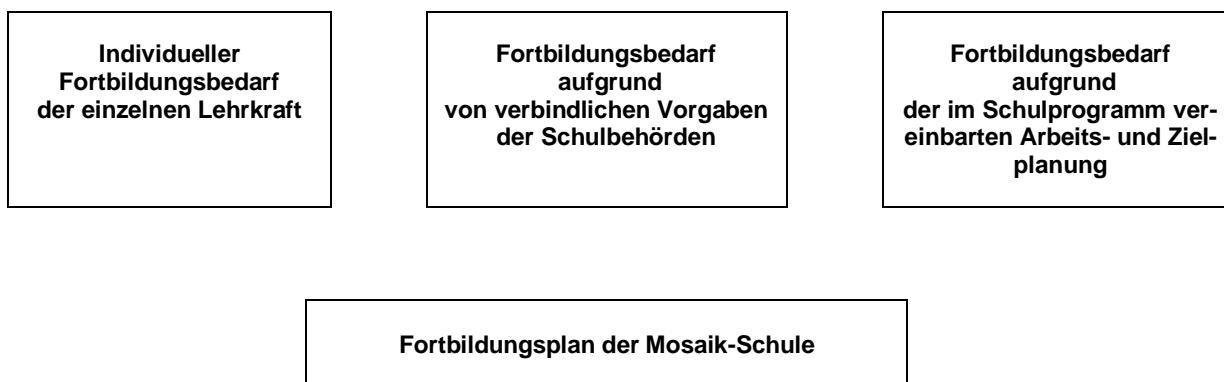 Individueller
Fortbildungsbedarf
der einzelnen Lehrkraft
Fortbildungsbedarf
aufgrund
von verbindlichen Vorgaben
der Schulbehörden
Fortbildungsbedarf
aufgrund
der im Schulprogramm ver-
einbarten Arbeits- und Ziel-
planung
Fortbildungsplan der Mosaik-Schule